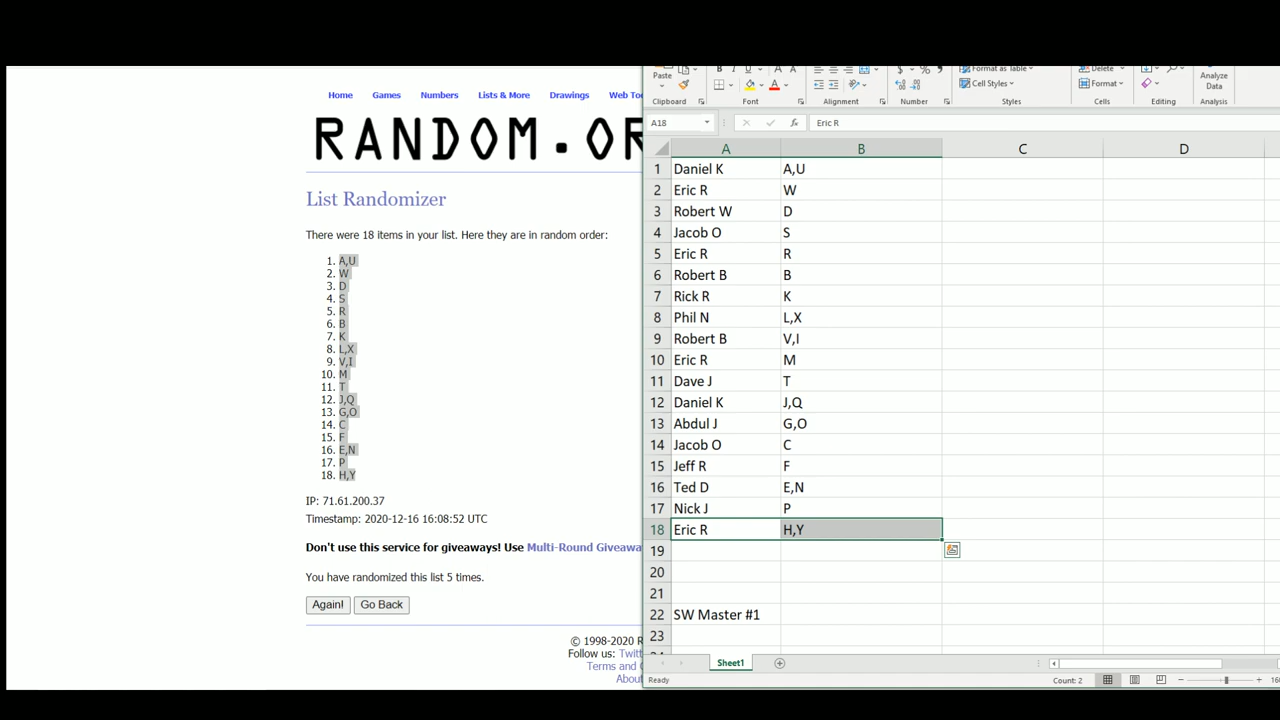 Home Games Numbers Lists & More Drawings Web Too
RANDOM.OR
List Randomizer
There were 18 items in your list. Here they are in random order:
1. A,U
2. W
3. D
4. S
5. R
6. B
7. K
8. L,X
9. V,I
10. M
11. T
12. J,Q
13. G,O
14. C
15. F
16. E,N
17. P
18. H,Y
IP: 71.61.200.37
Timestamp: 2020-12-16 16:08:52 UTC
Don't use this service for giveaways! Use Multi-Round Giveawa
You have randomized this list 5 times.
Again! Go Back
© 1998-2020 R
Follow us: Twitt
Terms and C
About
Paste B I U A A $ % Format as Table Delete
A Cell Styles Format Analyze Data
Clipboard Font Alignment Number Styles Cells Editing Analysis
A18 fx Eric R
A B C D
1 Daniel K A,U
2 Eric R W
3 Robert W D
4 Jacob O S
5 Eric R R
6 Robert B B
7 Rick R K
8 Phil N L,X
9 Robert B V,I
10 Eric R M
11 Dave J T
12 Daniel K J,Q
13 Abdul J G,O
14 Jacob O C
15 Jeff R F
16 Ted D E,N
17 Nick J P
18 Eric R H,Y
19
20
21
22 SW Master #1
23
Sheet1
Ready Count: 2 16